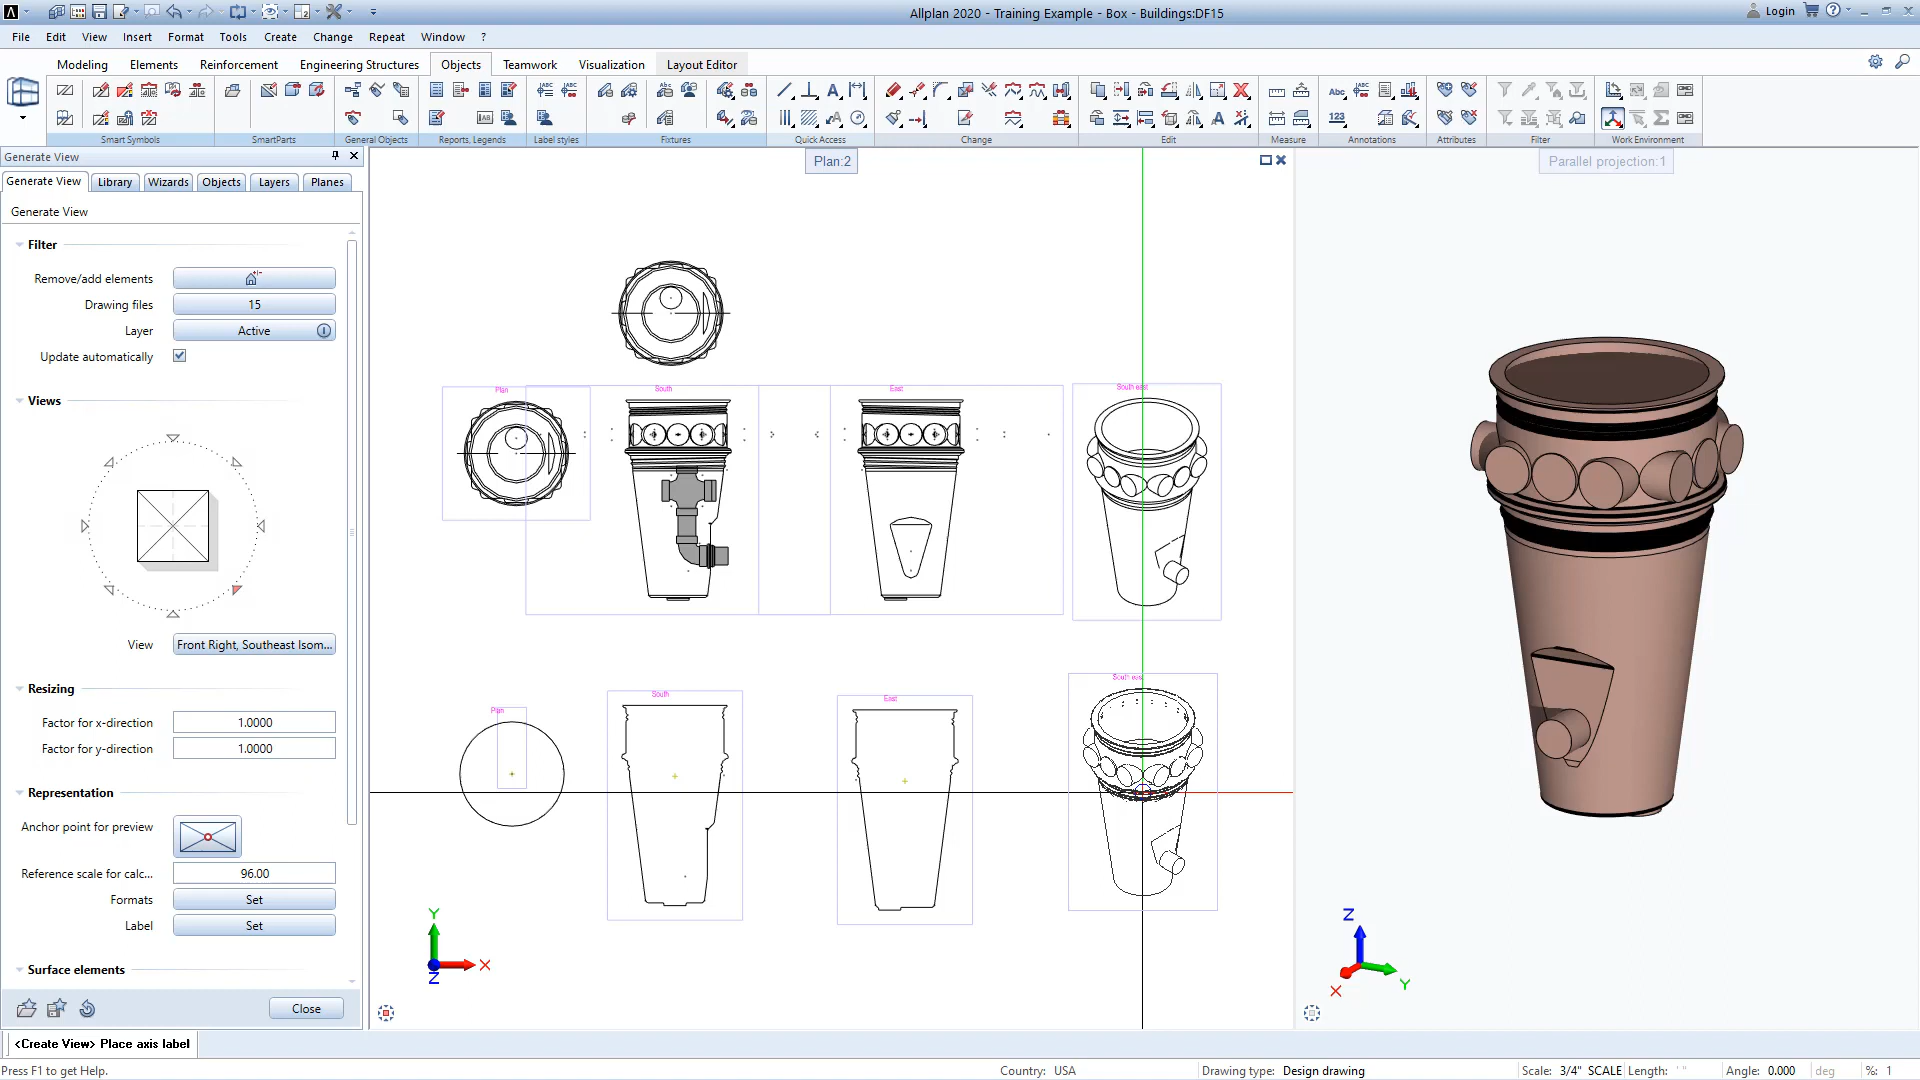 Allplan 2020 - Training Example - Box - Buildings:DF15
Login
File Edit View Insert Format Tools Create Change Repeat Window ?
Modeling Elements Reinforcement Engineering Structures Objects Teamwork Visualization Layout Editor
Smart Symbols SmartParts General Objects Reports, Legends Label styles Fixtures Quick Access Change Edit Measure Annotations Attributes Filter Work Environment
Generate View
Generate View Library Wizards Objects Layers Planes
Generate View
Filter
Remove/add elements
Drawing files 15
Layer Active
Update automatically
Views
View Front Right, Southeast Isom...
Resizing
Factor for x-direction 1.0000
Factor for y-direction 1.0000
Representation
Anchor point for preview
Reference scale for calc... 96.00
Formats Set
Label Set
Surface elements
Close
Plan:2
Plan South East South east
Plan South East South east
Y
X
Z
Parallel projection:1
Z
X
Y
<Create View> Place axis label
Press F1 to get Help.
Country: USA
Drawing type: Design drawing
Scale: 3/4" SCALE
Length: ' "
Angle: 0.000 deg
%: 1